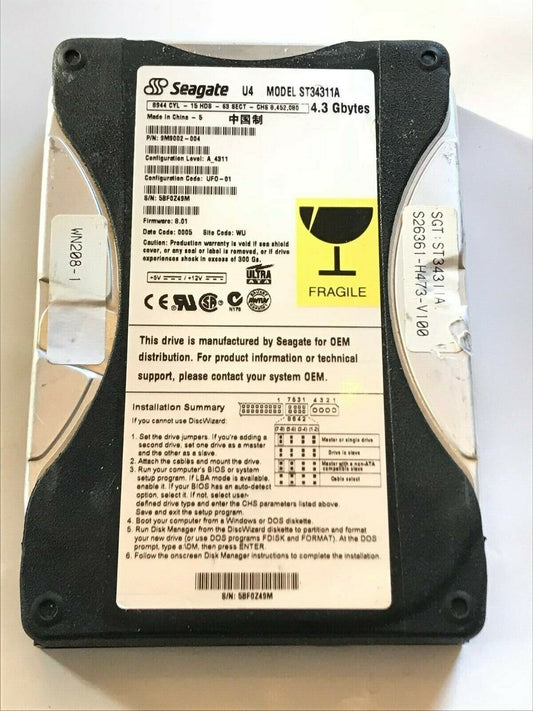 Seagate U4 MODEL ST34311A
8944 CYL - 15 HDS - 63 SECT - CHS 8,452,080
4.3 Gbytes
Made in China - 5
中国制
P/N: 9M9002-004
Configuration Level: A_4311
Configuration Code: UFO-01
S/N: 5BF0Z49M
Firmware: 8.01
Date Code: 0005 Site Code: WU
Caution: Production warranty is void if sea shield
cover, or any seal or label is removed, or if drive
experiences shock in excess of 300 Gs.
+5V
+12V
ULTRA
ATA
FRAGILE
This drive is manufactured by Seagate for OEM
distribution. For product information or technical
support, please contact your system OEM.
Installation Summary
If you cannot use DiscWizard:
1 7531 4321
8642
Master or single drive
Drive is slave
Master with a non-ATA
compatible slave
Cable select
1. Set the drive jumpers. If you're adding a
second drive, set one drive as a master
and the other as a slave.
2. Attach the cables and mount the drive.
3. Run your computer's BIOS or system
setup program. If LBA mode is available,
enable it. If your BIOS has an auto-detect
option, select it. If not, select user-
defined drive type and enter the CHS parameters listed above.
Save and exit the setup program.
4. Boot your computer from a Windows or DOS diskette.
5. Run Disk Manager from the DiscWizard diskette to partition and format
your new drive (or use DOS programs FDISK and FORMAT). At the DOS
prompt, type a:\DM, then press ENTER.
6. Follow the onscreen Disk Manager instructions to complete the installation.
S/N: 5BF0Z49M
WN208-1
SGT:ST34311A
S26361-H473-V100